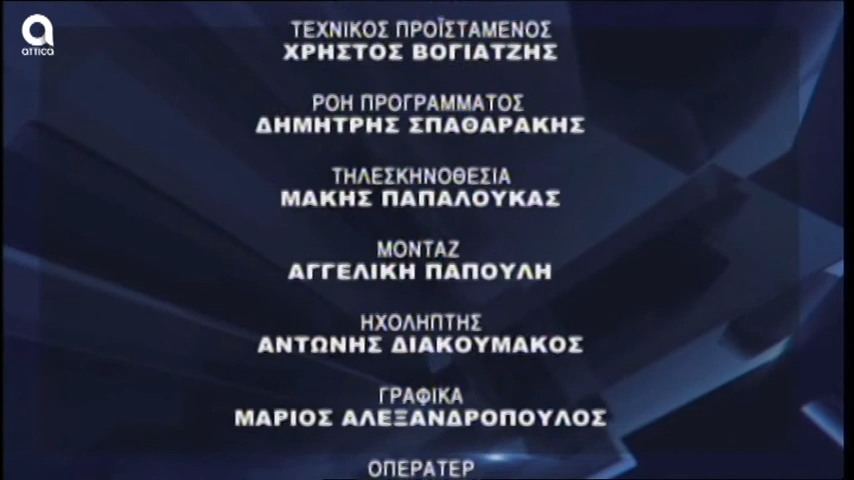 attica
ΤΕΧΝΙΚΟΣ ΠΡΟΪΣΤΑΜΕΝΟΣ
ΧΡΗΣΤΟΣ ΒΟΓΙΑΤΖΗΣ
ΡΟΗ ΠΡΟΓΡΑΜΜΑΤΟΣ
ΔΗΜΗΤΡΗΣ ΣΠΑΘΑΡΑΚΗΣ
ΤΗΛΕΣΚΗΝΟΘΕΣΙΑ
ΜΑΚΗΣ ΠΑΠΑΛΟΥΚΑΣ
ΜΟΝΤΑΖ
ΑΓΓΕΛΙΚΗ ΠΑΠΟΥΛΗ
ΗΧΟΛΗΠΤΗΣ
ΑΝΤΩΝΗΣ ΔΙΑΚΟΥΜΑΚΟΣ
ΓΡΑΦΙΚΑ
ΜΑΡΙΟΣ ΑΛΕΞΑΝΔΡΟΠΟΥΛΟΣ
ΟΠΕΡΑΤΕΡ